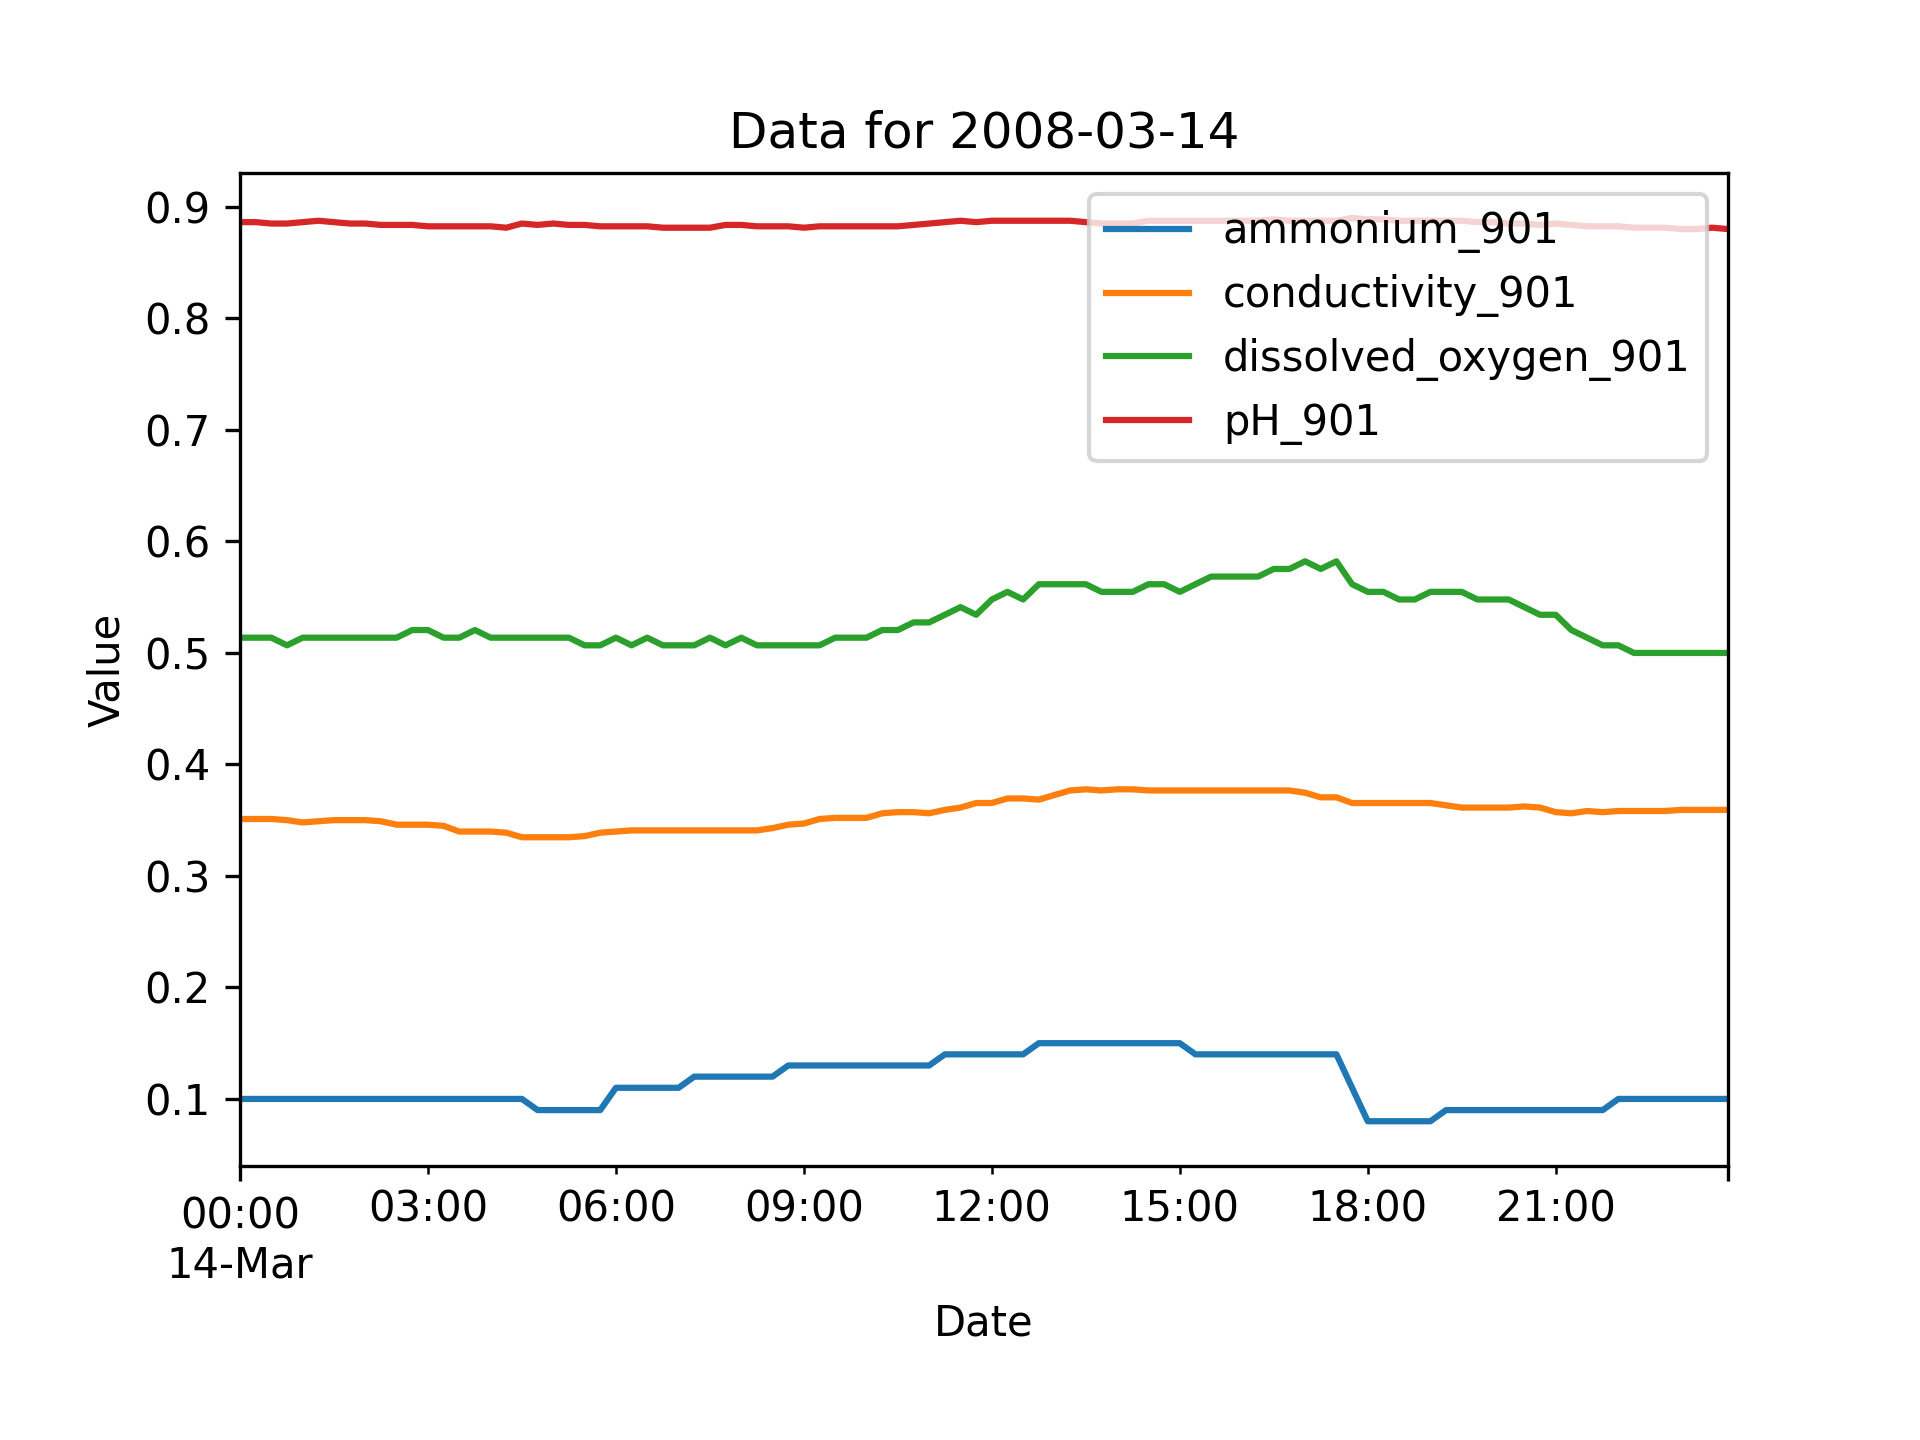 Data for 2008-03-14
0.9
0.8
0.7
0.6
0.5
0.4
0.3
0.2
0.1
Value
ammonium_901
conductivity_901
dissolved_oxygen_901
pH_901
00:00 03:00 06:00 09:00 12:00 15:00 18:00 21:00
14-Mar
Date